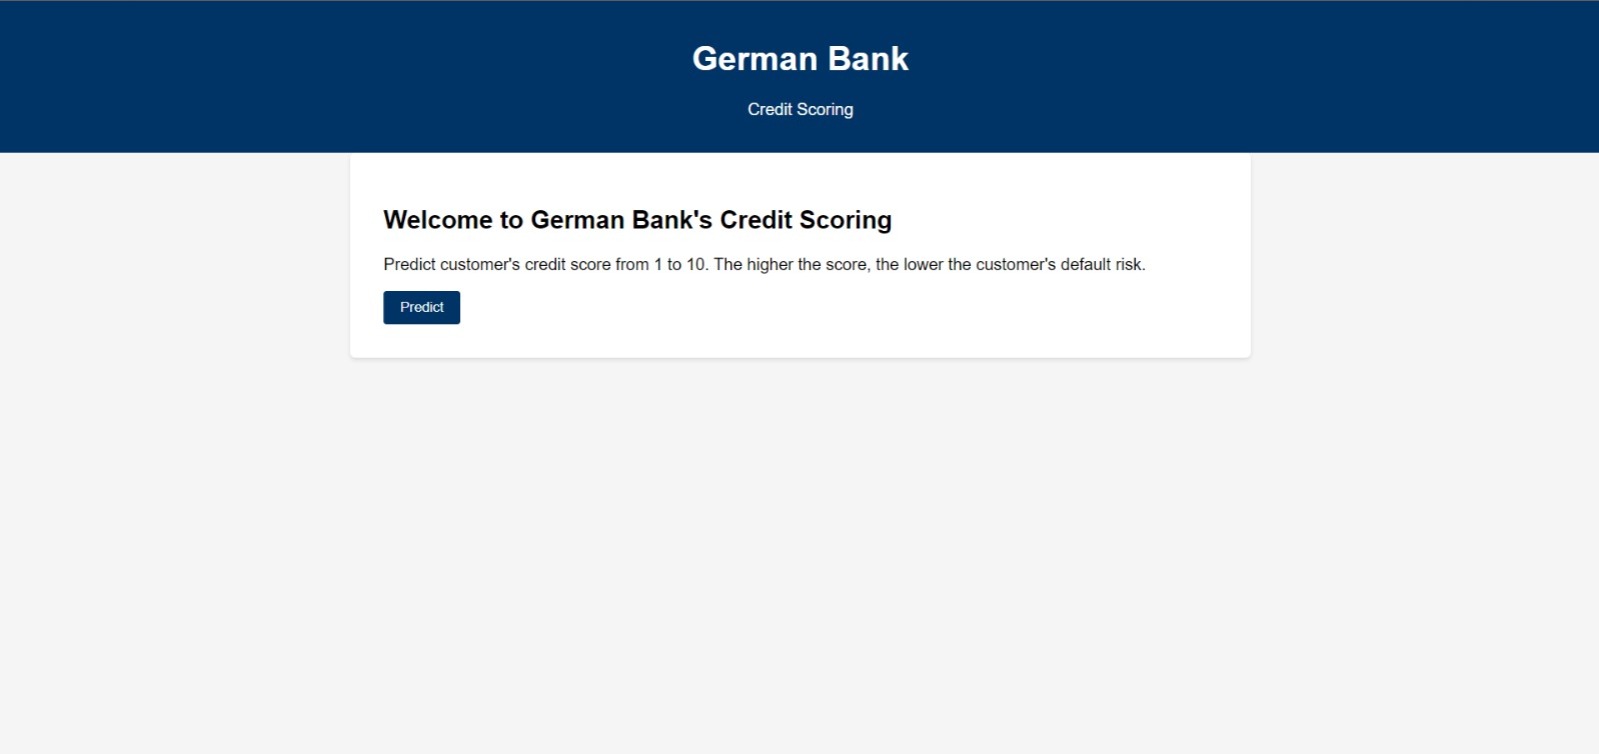 German Bank
Credit Scoring
Welcome to German Bank's Credit Scoring
Predict customer's credit score from 1 to 10. The higher the score, the lower the customer's default risk.
Predict